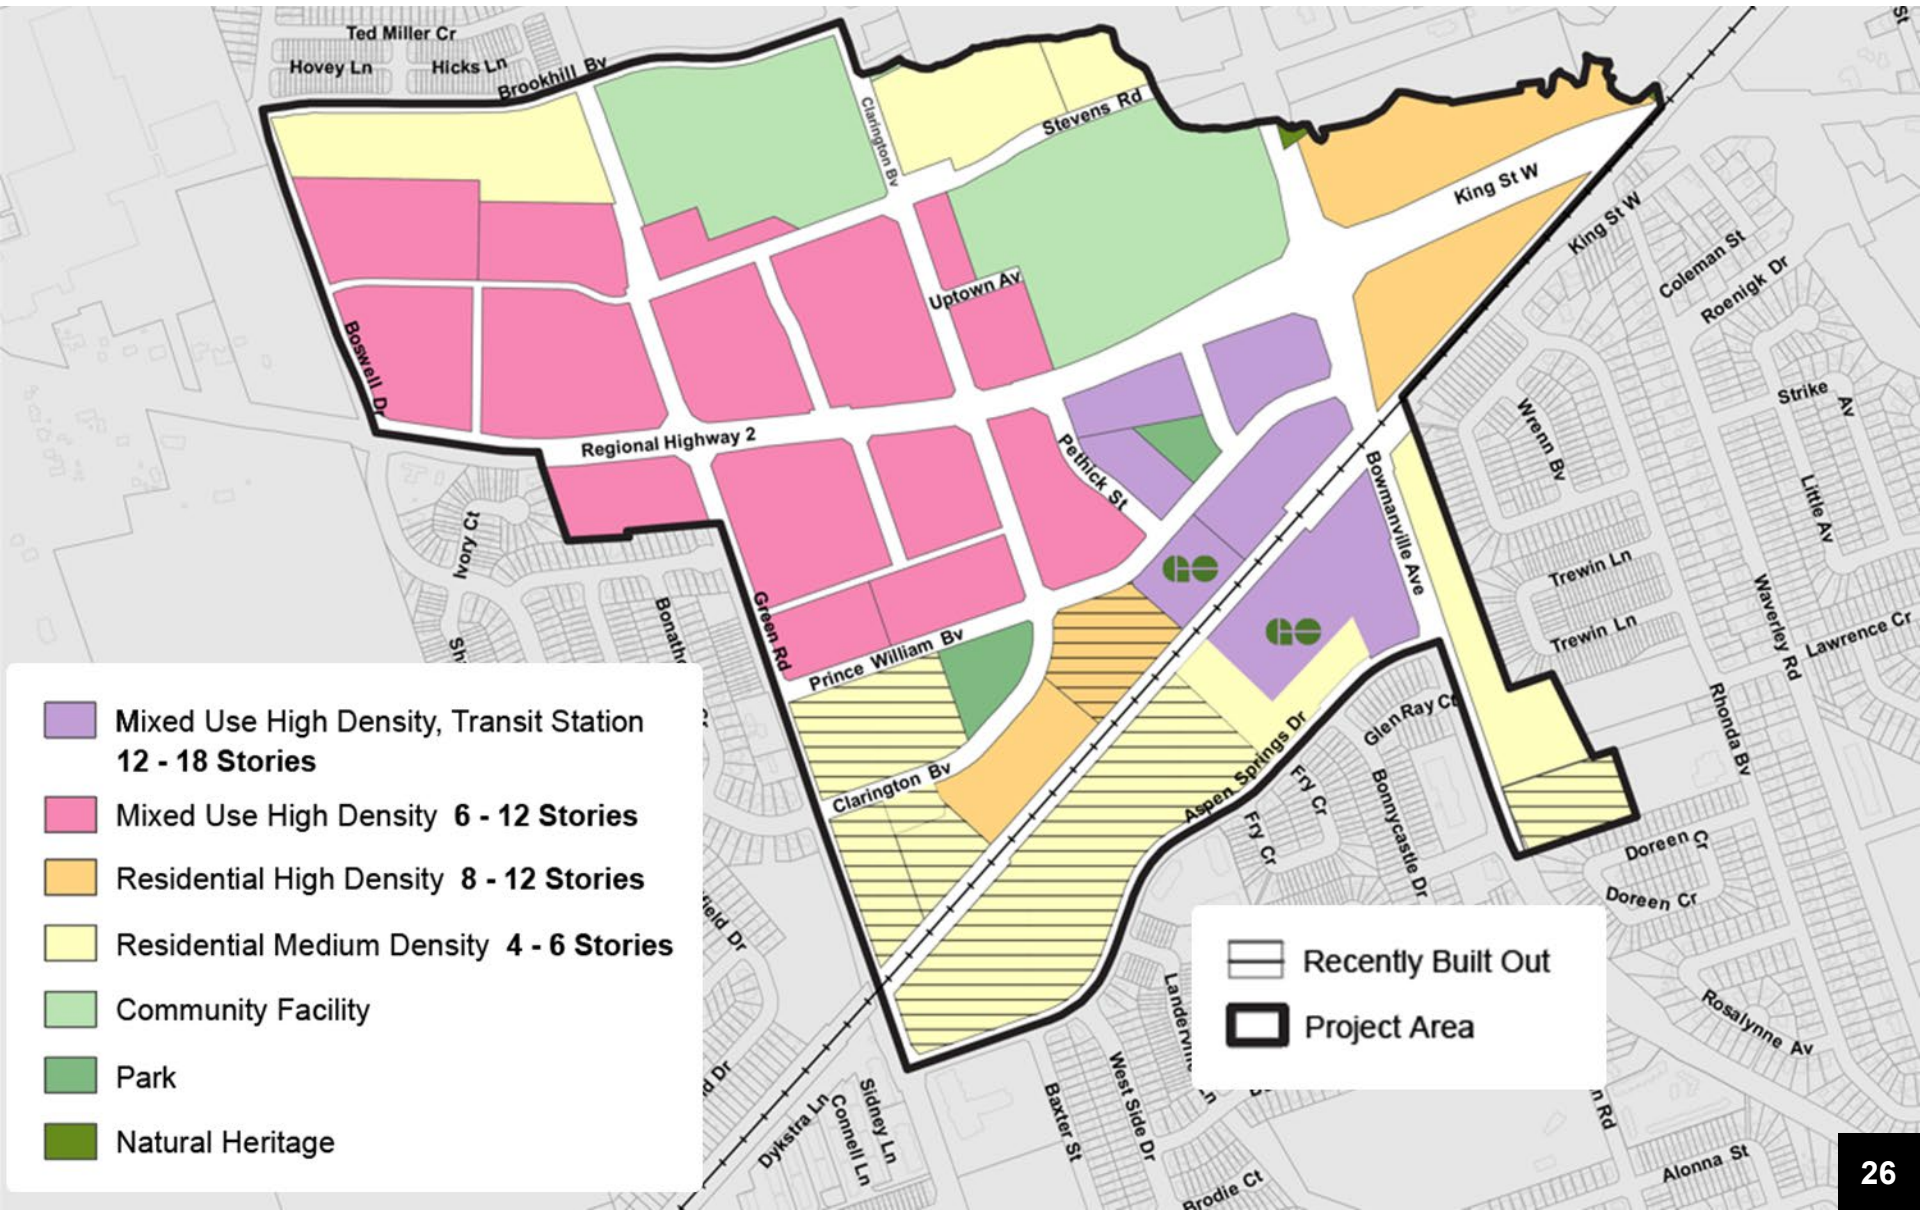 Ted Miller Cr
Hovey Ln
Hicks Ln
Brookhill Bv
Clarington Bv
Stevens Rd
King St W
King St W
Coleman St
Roenigk Dr
Uptown Av
Boswell Dr
Regional Highway 2
Pethick St
Bowmanville Ave
Strike Av
Wrenn Bv
Little Av
Ivory Ct
Trewin Ln
Trewin Ln
Waverley Rd
Lawrence Cr
Green Rd
Prince William Bv
GO
GO
Clarington Bv
Aspen Springs Dr
Glen Ray Ct
Fry Cr
Fry Cr
Bonnycastle Dr
Rhonda Bv
Doreen Cr
Doreen Cr
Rosalynne Av
West Side Dr
Baxter St
Sidney Ln
Connell Ln
Dykstra Ln
Brodie Ct
Alonna St
Mixed Use High Density, Transit Station
12 - 18 Stories
Mixed Use High Density 6 - 12 Stories
Residential High Density 8 - 12 Stories
Residential Medium Density 4 - 6 Stories
Community Facility
Park
Natural Heritage
Recently Built Out
Project Area
26